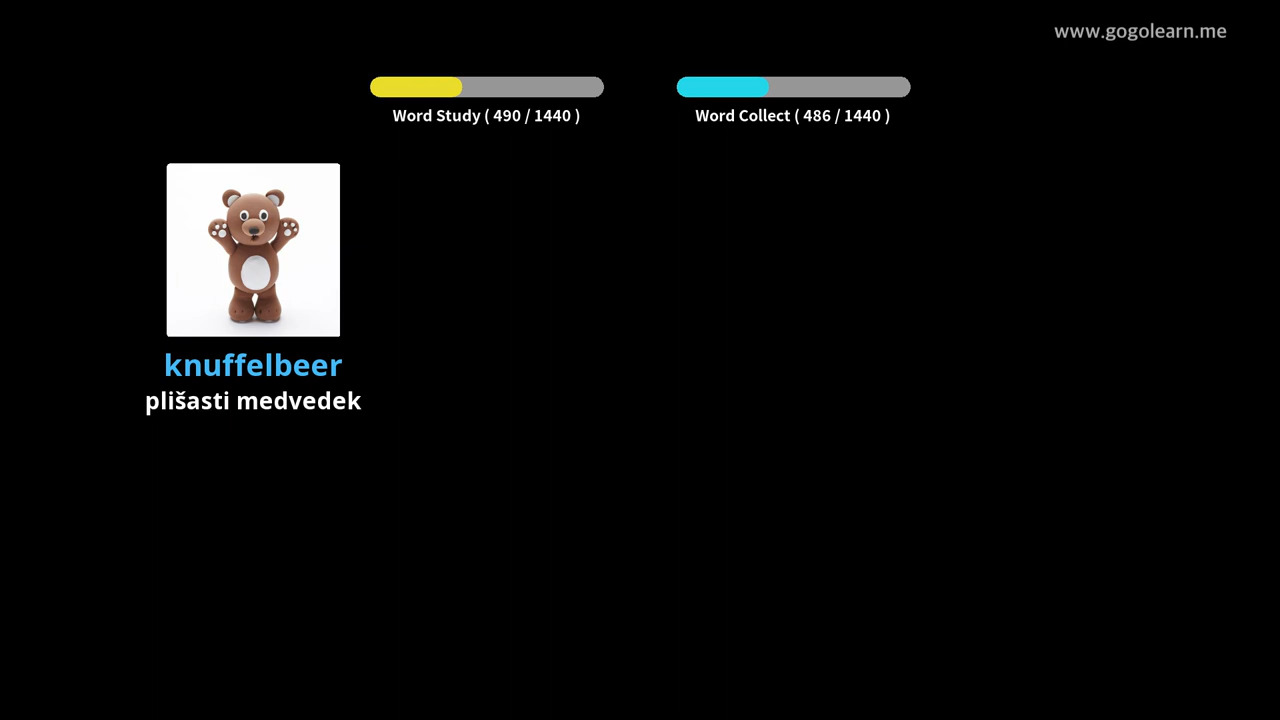 www.gogolearn.me
Word Study ( 490 / 1440 )
Word Collect ( 486 / 1440 )
knuffelbeer
plišasti medvedek